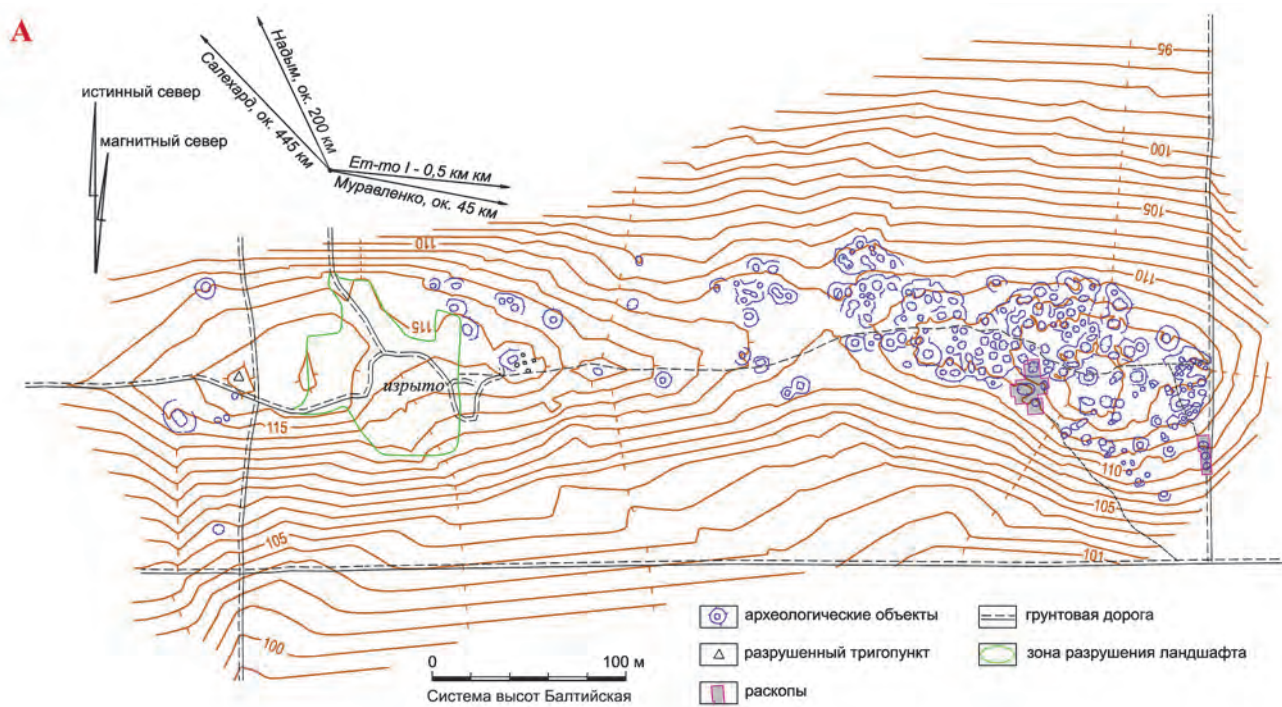 А
истинный север
магнитный север
Надым, ок. 200 км
Салехард, ок. 445 км
Ет-то I - 0,5 км км
Муравленко, ок. 45 км
95
100
105
110
110
115
изрыто
115
110
105
105
101
100
0 100 м
Система высот Балтийская
археологические объекты
разрушенный тригопункт
раскопы
грунтовая дорога
зона разрушения ландшафта